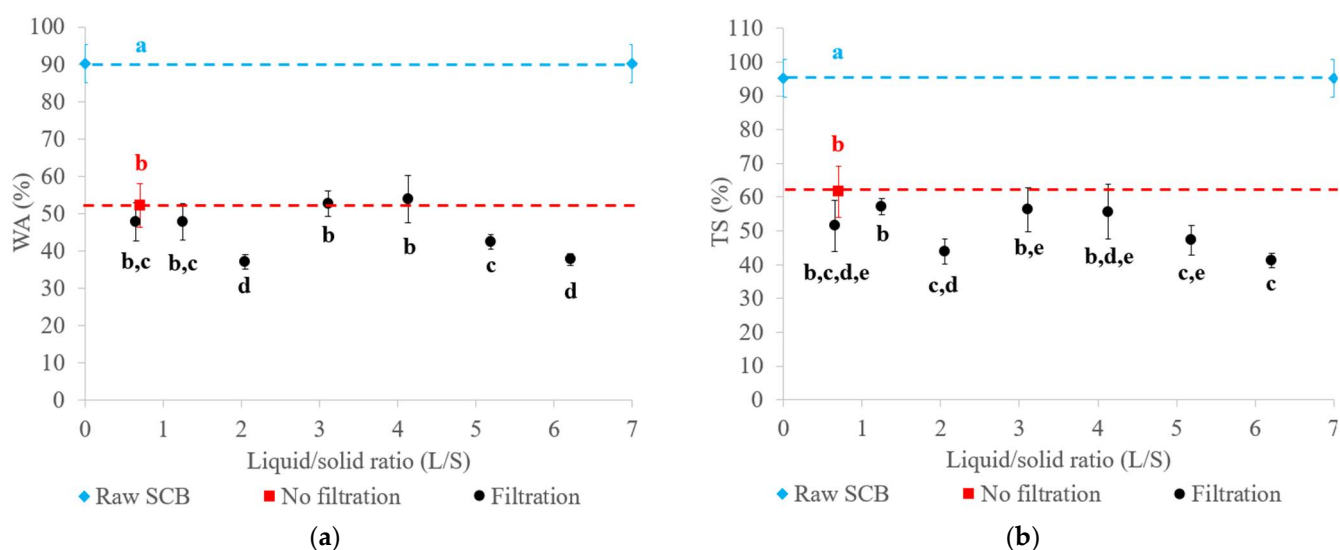 100
90
80
70
60
50
40
30
20
10
0
WA (%)
a
b
b,c
b,c
d
b
b
c
d
0 1 2 3 4 5 6 7
Liquid/solid ratio (L/S)
Raw SCB No filtration Filtration
(a)
110
100
90
80
70
60
50
40
30
20
10
0
TS (%)
a
b
b,c,d,e
b
c,d
b,e
b,d,e
c,e
c
0 1 2 3 4 5 6 7
Liquid/solid ratio (L/S)
Raw SCB No filtration Filtration
(b)